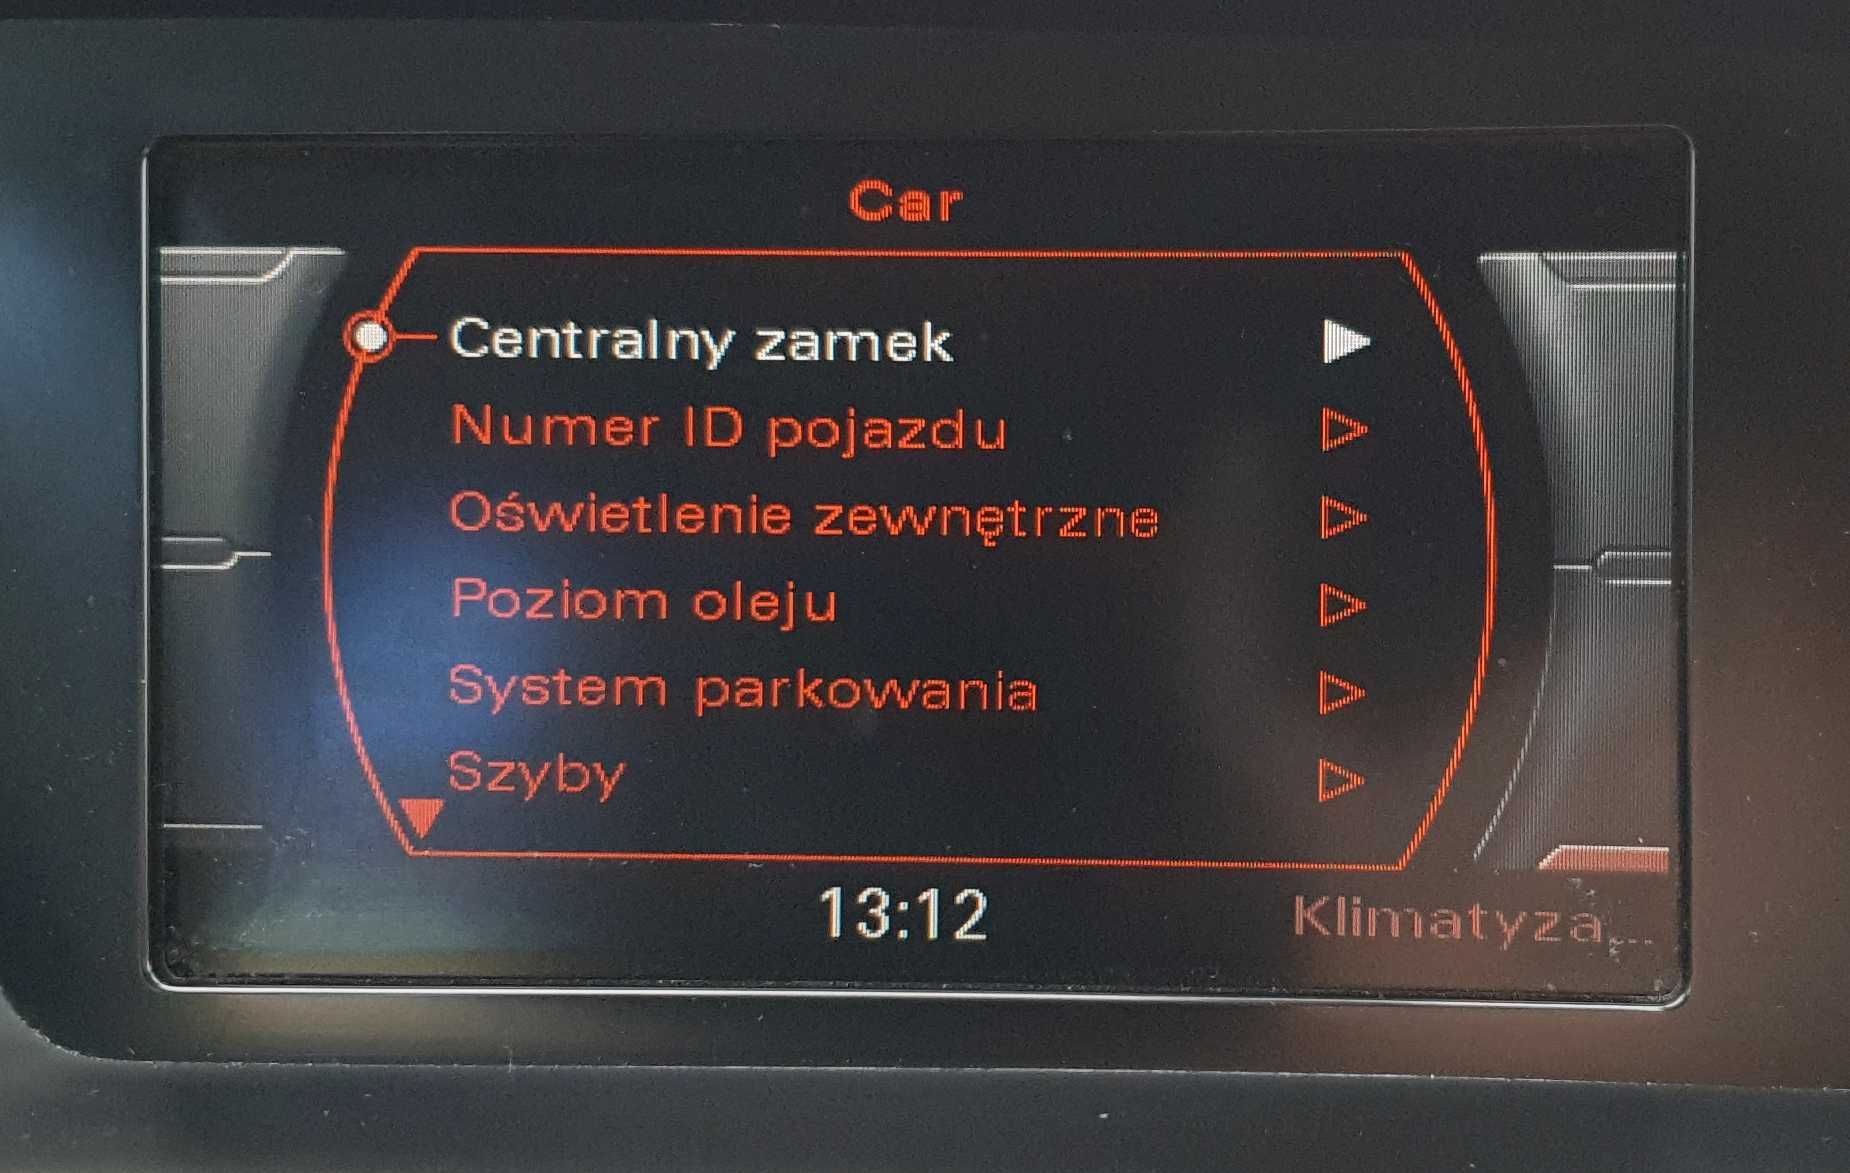 Car
Centralny zamek
Numer ID pojazdu
Oświetlenie zewnętrzne
Poziom oleju
System parkowania
Szyby
13:12
Klimatyza...